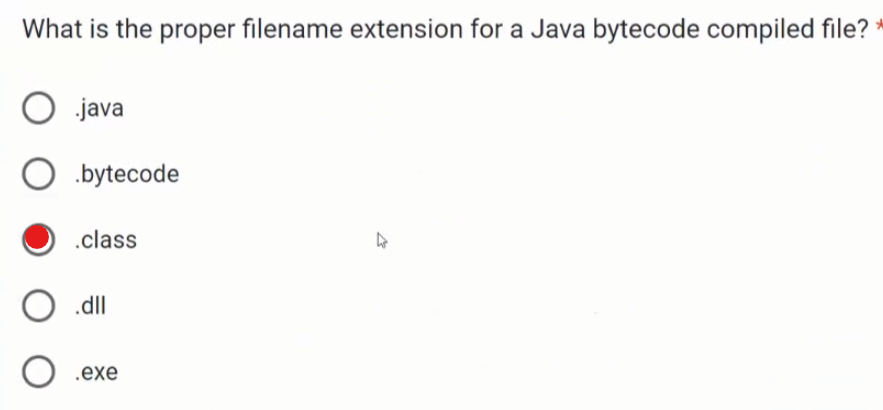 What is the proper filename extension for a Java bytecode compiled file? *
.java
.bytecode
.class
.dll
.exe